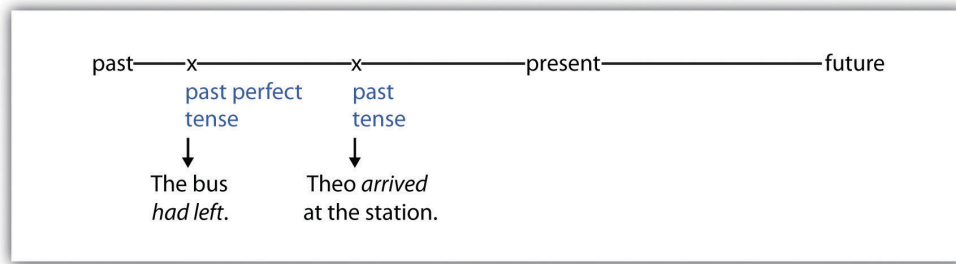 past x x present future
past perfect past
tense tense
The bus Theo arrived
had left. at the station.